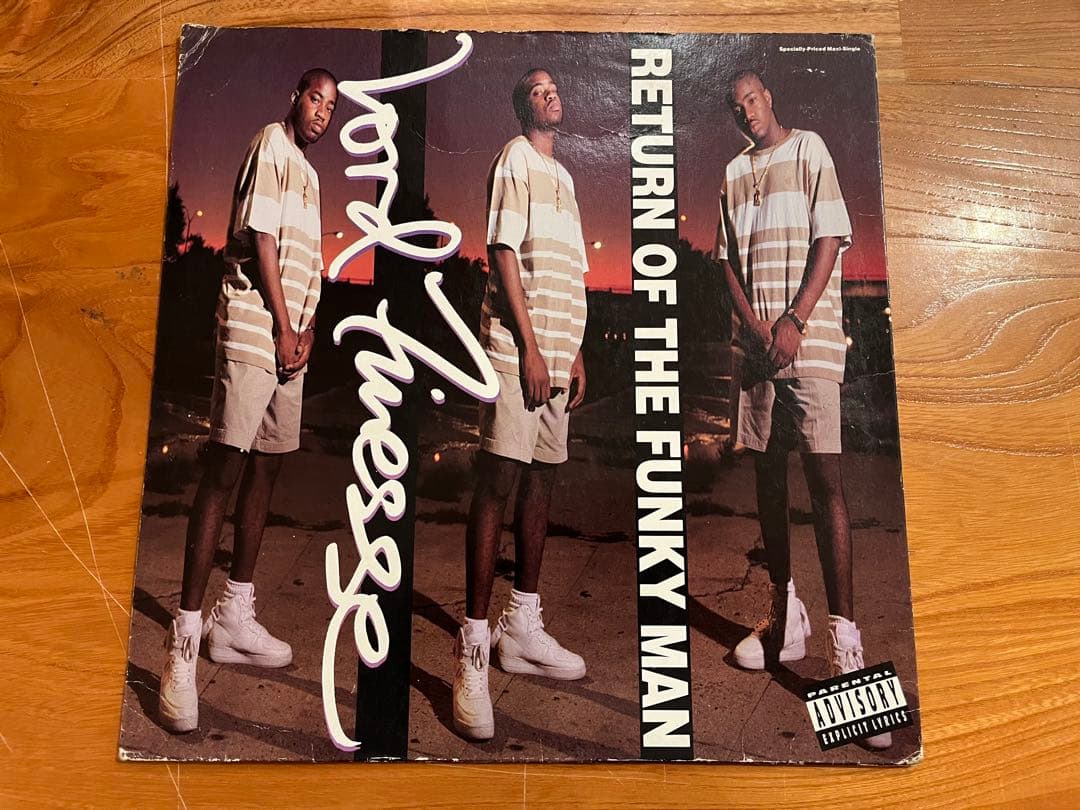 Specially-Priced Maxi-Single
Lord Finesse
RETURN OF THE FUNKY MAN
PARENTAL
ADVISORY
EXPLICIT LYRICS